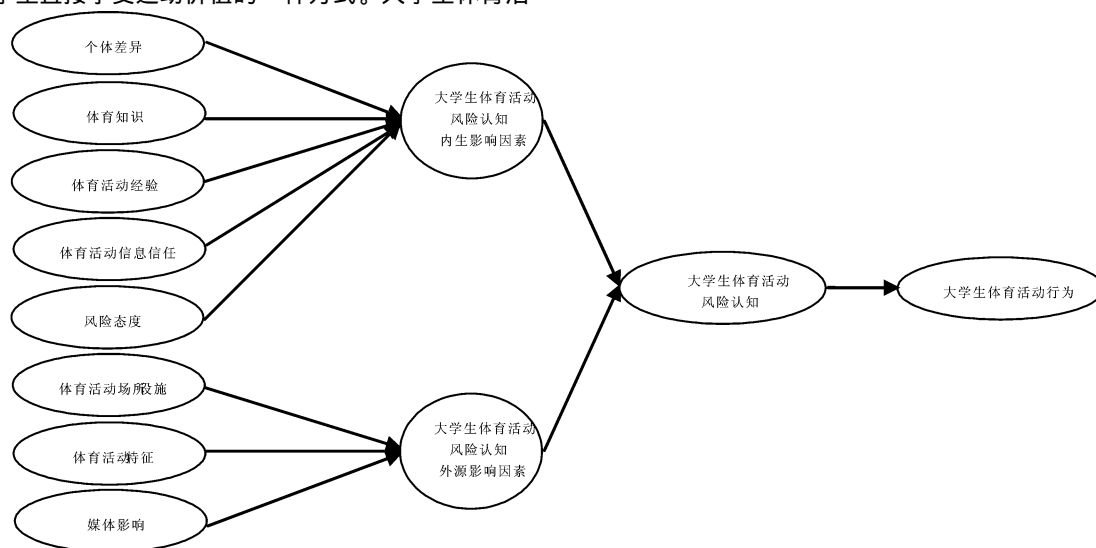 个体差异
体育知识
体育活动经验
体育活动信息信任
风险态度
体育活动场所设施
体育活动特征
媒体影响
大学生体育活动
风险认知
内生影响因素
大学生体育活动
风险认知
外源影响因素
大学生体育活动
风险认知
大学生体育活动行为